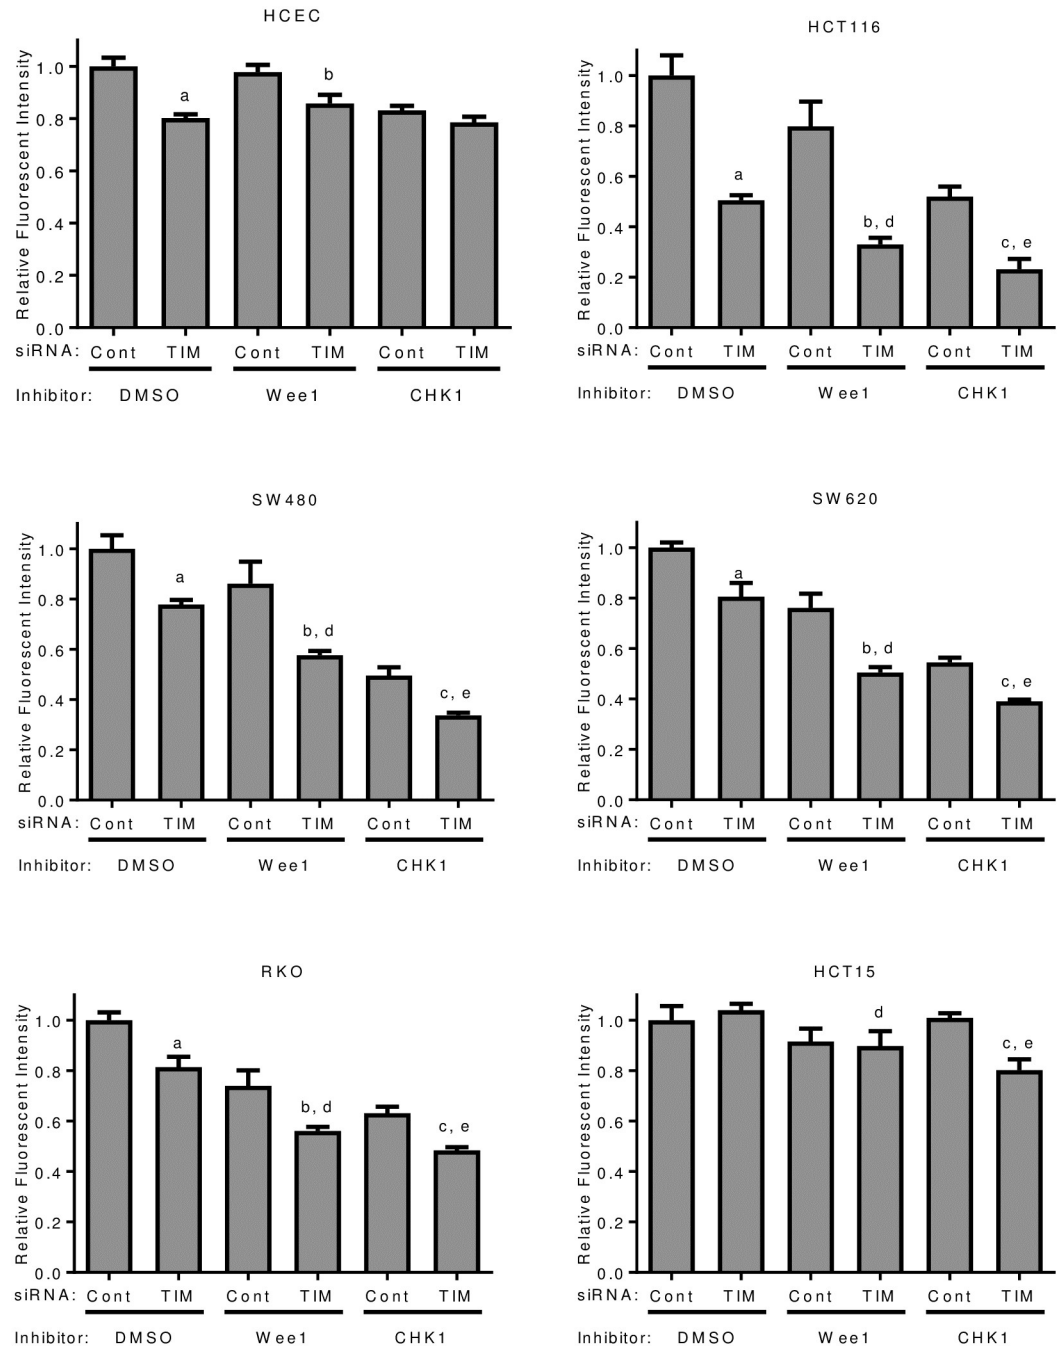 HCEC
Relative Fluorescent Intensity
1.0
0.8
0.6
0.4
0.2
0.0
a
b
siRNA: Cont TIM Cont TIM Cont TIM
Inhibitor: DMSO Wee1 CHK1
HCT116
Relative Fluorescent Intensity
1.0
0.8
0.6
0.4
0.2
0.0
a
b, d
c, e
siRNA: Cont TIM Cont TIM Cont TIM
Inhibitor: DMSO Wee1 CHK1
SW480
Relative Fluorescent Intensity
1.0
0.8
0.6
0.4
0.2
0.0
a
b, d
c, e
siRNA: Cont TIM Cont TIM Cont TIM
Inhibitor: DMSO Wee1 CHK1
SW620
Relative Fluorescent Intensity
1.0
0.8
0.6
0.4
0.2
0.0
a
b, d
c, e
siRNA: Cont TIM Cont TIM Cont TIM
Inhibitor: DMSO Wee1 CHK1
RKO
Relative Fluorescent Intensity
1.0
0.8
0.6
0.4
0.2
0.0
a
b, d
c, e
siRNA: Cont TIM Cont TIM Cont TIM
Inhibitor: DMSO Wee1 CHK1
HCT15
Relative Fluorescent Intensity
1.0
0.8
0.6
0.4
0.2
0.0
d
c, e
siRNA: Cont TIM Cont TIM Cont TIM
Inhibitor: DMSO Wee1 CHK1